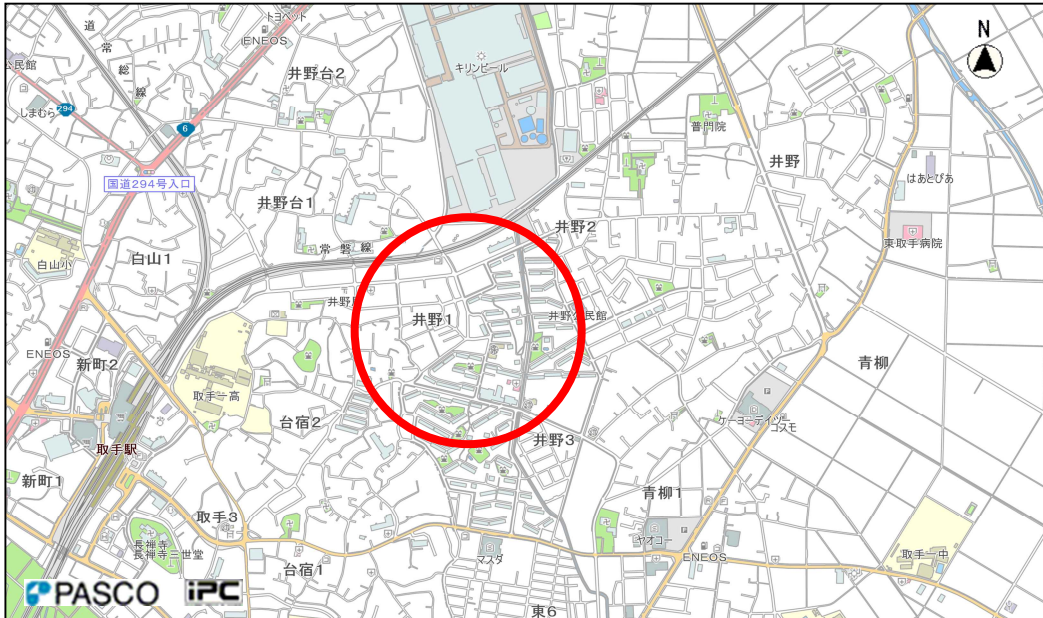 トヨペット
ENEOS
道
常
総
線
公民館
井野台2
キリンビール
N
しまむら
294
6
国道294号入口
普門院
井野
はあとぴあ
井野台1
井野2
東取手病院
常磐線
白山小
白山1
井野
井野1
井野公民館
ENEOS
新町2
青柳
取手一高
台宿2
ケーヨーデイツー
コスモ
取手駅
井野3
新町1
青柳1
取手3
長禅寺
長禅寺三世堂
ヤオコー
ENEOS
取手一中
マスダ
台宿1
PASCO iPC
東6